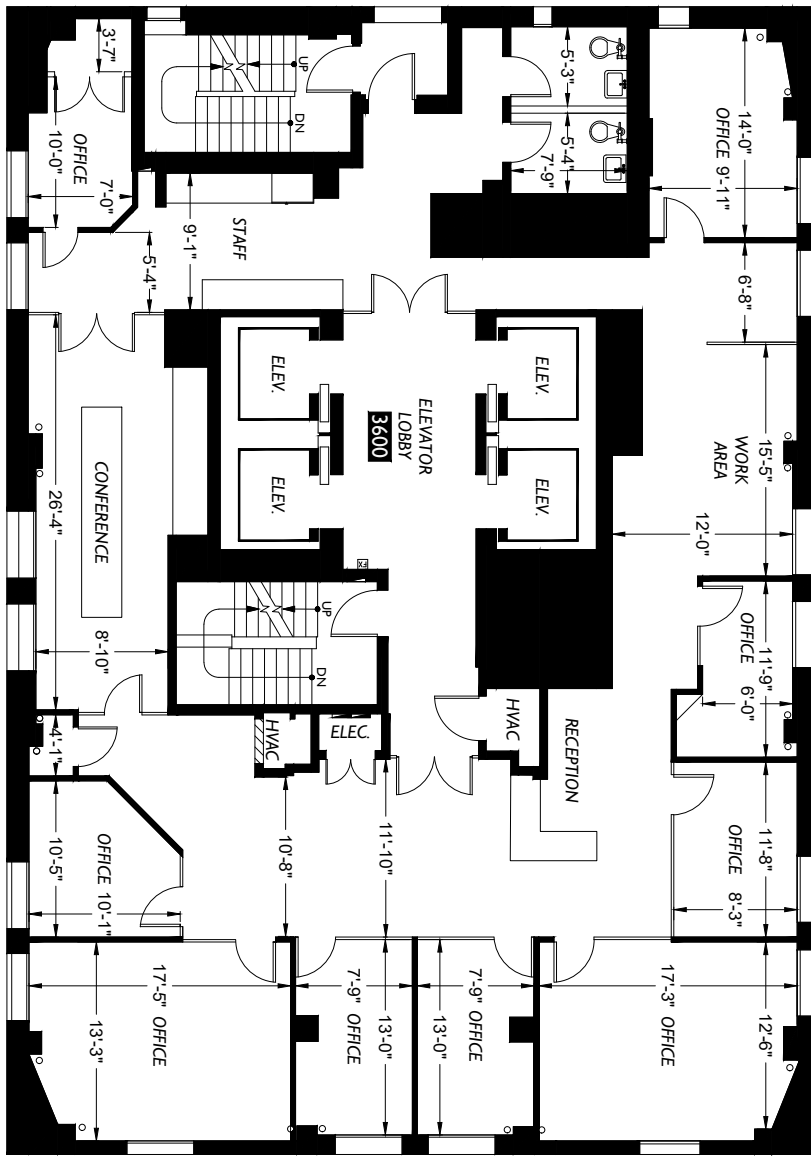 3'-7"
10'-0"
OFFICE
7'-0"
UP
DN
5'-3"
5'-4"
7'-9"
14'-0"
OFFICE 9'-11"
5'-4"
9'-1"
STAFF
6'-8"
ELEV.
ELEV.
ELEVATOR
LOBBY
3600
ELEV.
ELEV.
15'-5"
WORK
AREA
12'-0"
CONFERENCE
26'-4"
8'-10"
FX
UP
DN
OFFICE
11'-9"
6'-0"
4'-1"
HVAC
ELEC.
HVAC
RECEPTION
10'-5"
OFFICE 10'-1"
10'-8"
11'-10"
OFFICE
11'-8"
8'-3"
17'-5" OFFICE
13'-3"
7'-9" OFFICE
13'-0"
7'-9" OFFICE
13'-0"
17'-3" OFFICE
12'-6"